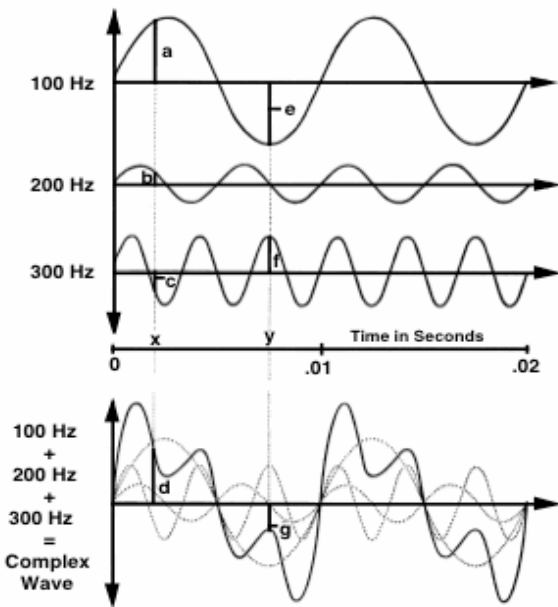 a
100 Hz
e
b
200 Hz
f
300 Hz
c
x
y
Time in Seconds
0
.01
.02
100 Hz
+
200 Hz
+
300 Hz
=
Complex
Wave
d
g